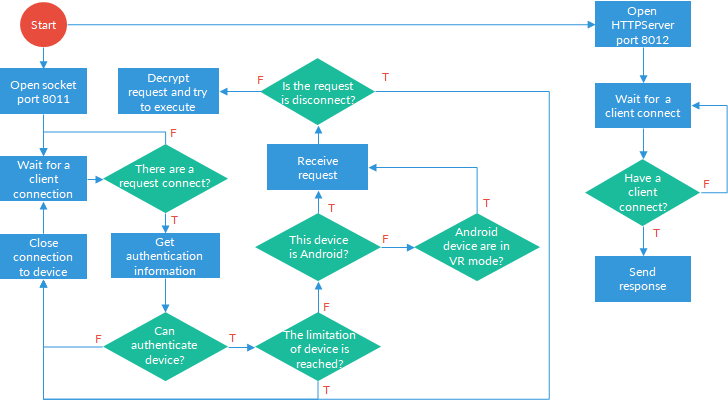 Start
Open
HTTPServer
port 8012
Open socket
port 8011
Decrypt
request and try
to execute
F
Is the request
is disconnect?
T
Wait for a
client connect
F
Wait for a
client
connection
There are a
request connect?
Receive
request
Have a
client
connect?
F
T
T
T
T
Close
connection
to device
Get
authentication
information
This device
is Android?
F
Android
device are in
VR mode?
Send
response
F
F
Can
authenticate
device?
T
The limitation
of device is
reached?
T